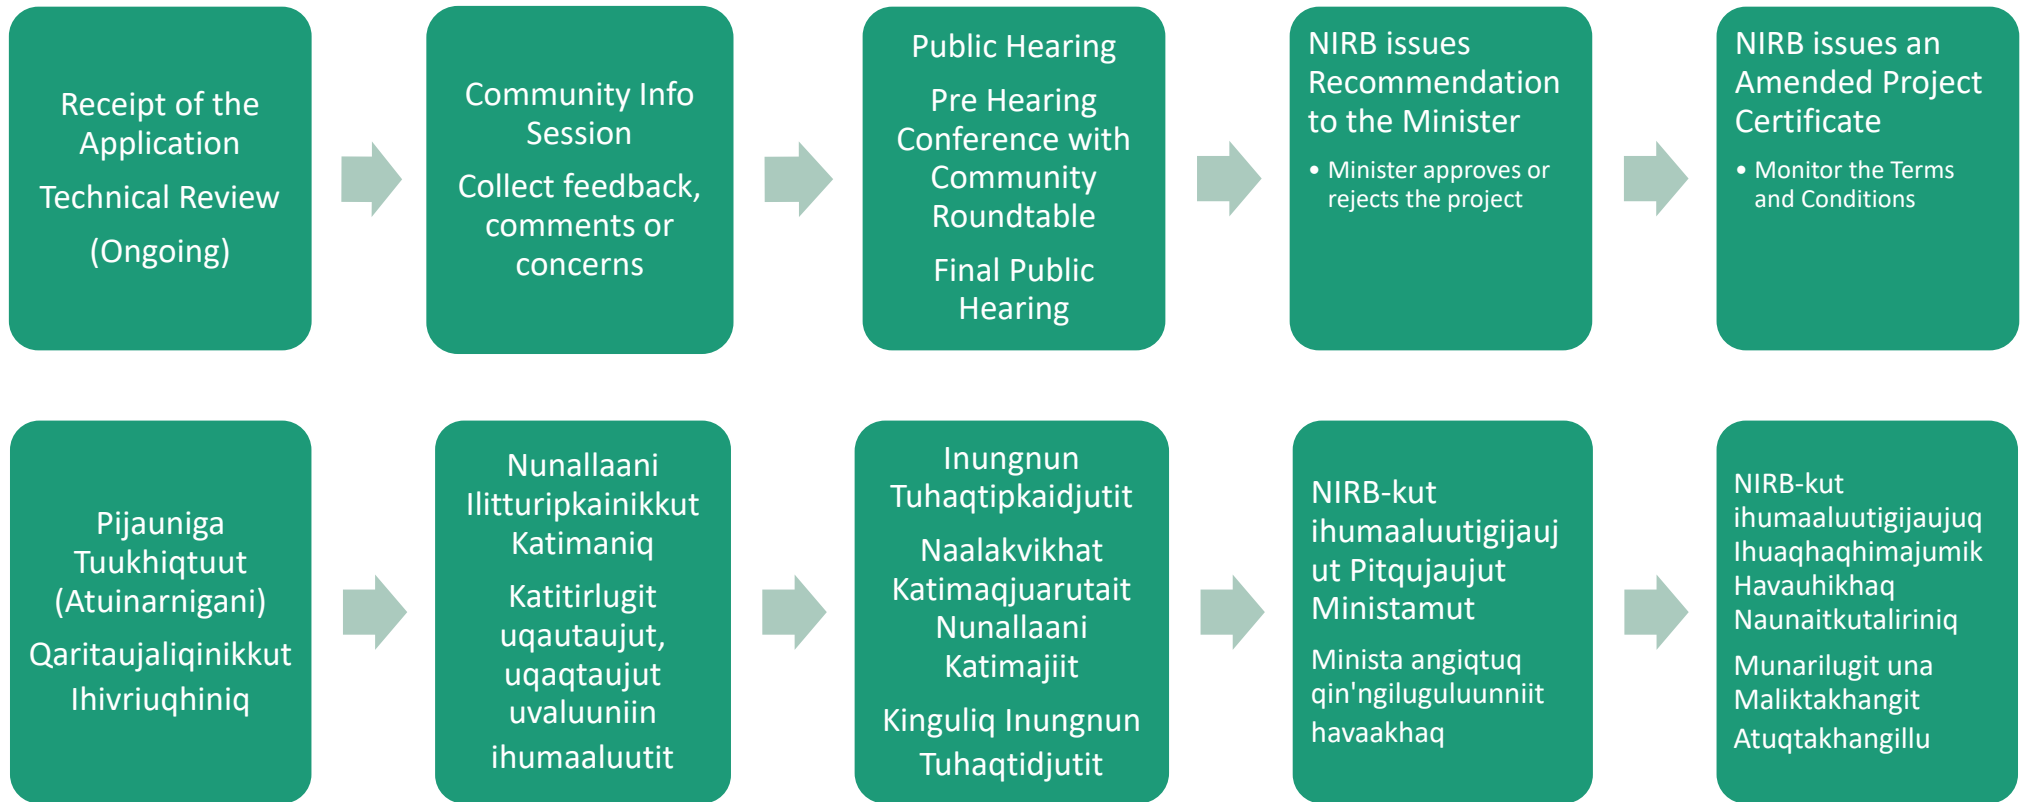 Receipt of the
Application
Technical Review
(Ongoing)
Community Info
Session
Collect feedback,
comments or
concerns
Public Hearing
Pre Hearing
Conference with
Community
Roundtable
Final Public
Hearing
NIRB issues
Recommendation
to the Minister
• Minister approves or
rejects the project
NIRB issues an
Amended Project
Certificate
• Monitor the Terms
and Conditions
Pijauniga
Tuukhiqtuut
(Atuinarnigani)
Qaritaujaliqinikkut
Ihivriuqhiniq
Nunallaani
Ilitturipkainikkut
Katimaniq
Katitirlugit
uqautaujut,
uqaqtaujut
uvaluuniin
ihumaaluutit
Inungnun
Tuhaqtipkaidjutit
Naalakvikhat
Katimaqjuarutait
Nunallaani
Katimajiit
Kinguliq Inungnun
Tuhaqtidjutit
NIRB-kut
ihumaaluutigijauj
ut Pitqujaujut
Ministamut
Minista angiqtuq
qin'ngiluguluunniit
havaakhaq
NIRB-kut
ihumaaluutigijaujuq
Ihuaqhaqhimajumik
Havauhikhaq
Naunaitkutaliriniq
Munarilugit una
Maliktakhangit
Atuqtakhangillu